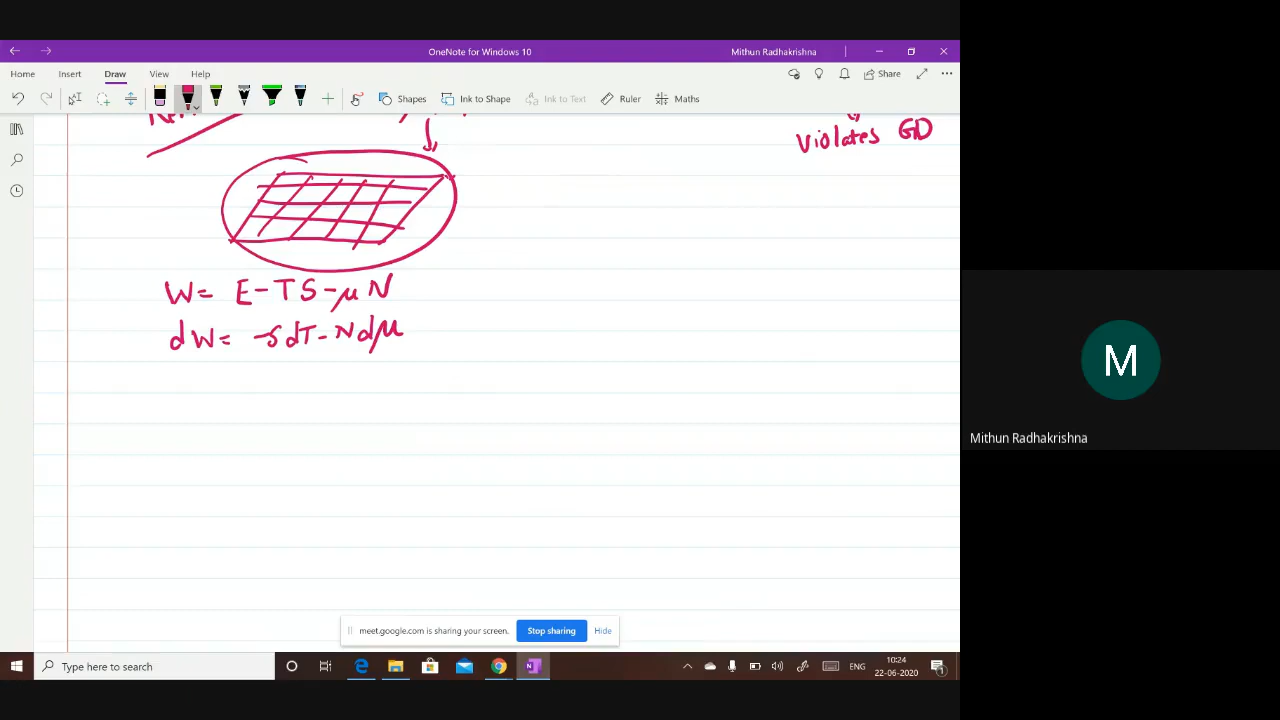 OneNote for Windows 10
Mithun Radhakrishna
Home Insert Draw View Help
Share
Shapes Ink to Shape Ink to Text Ruler Maths
violates GD
W = E - TS - μN
dW = -SdT - Ndμ
Mithun Radhakrishna
M
meet.google.com is sharing your screen. Stop sharing Hide
Type here to search
ENG
10:24
22-06-2020